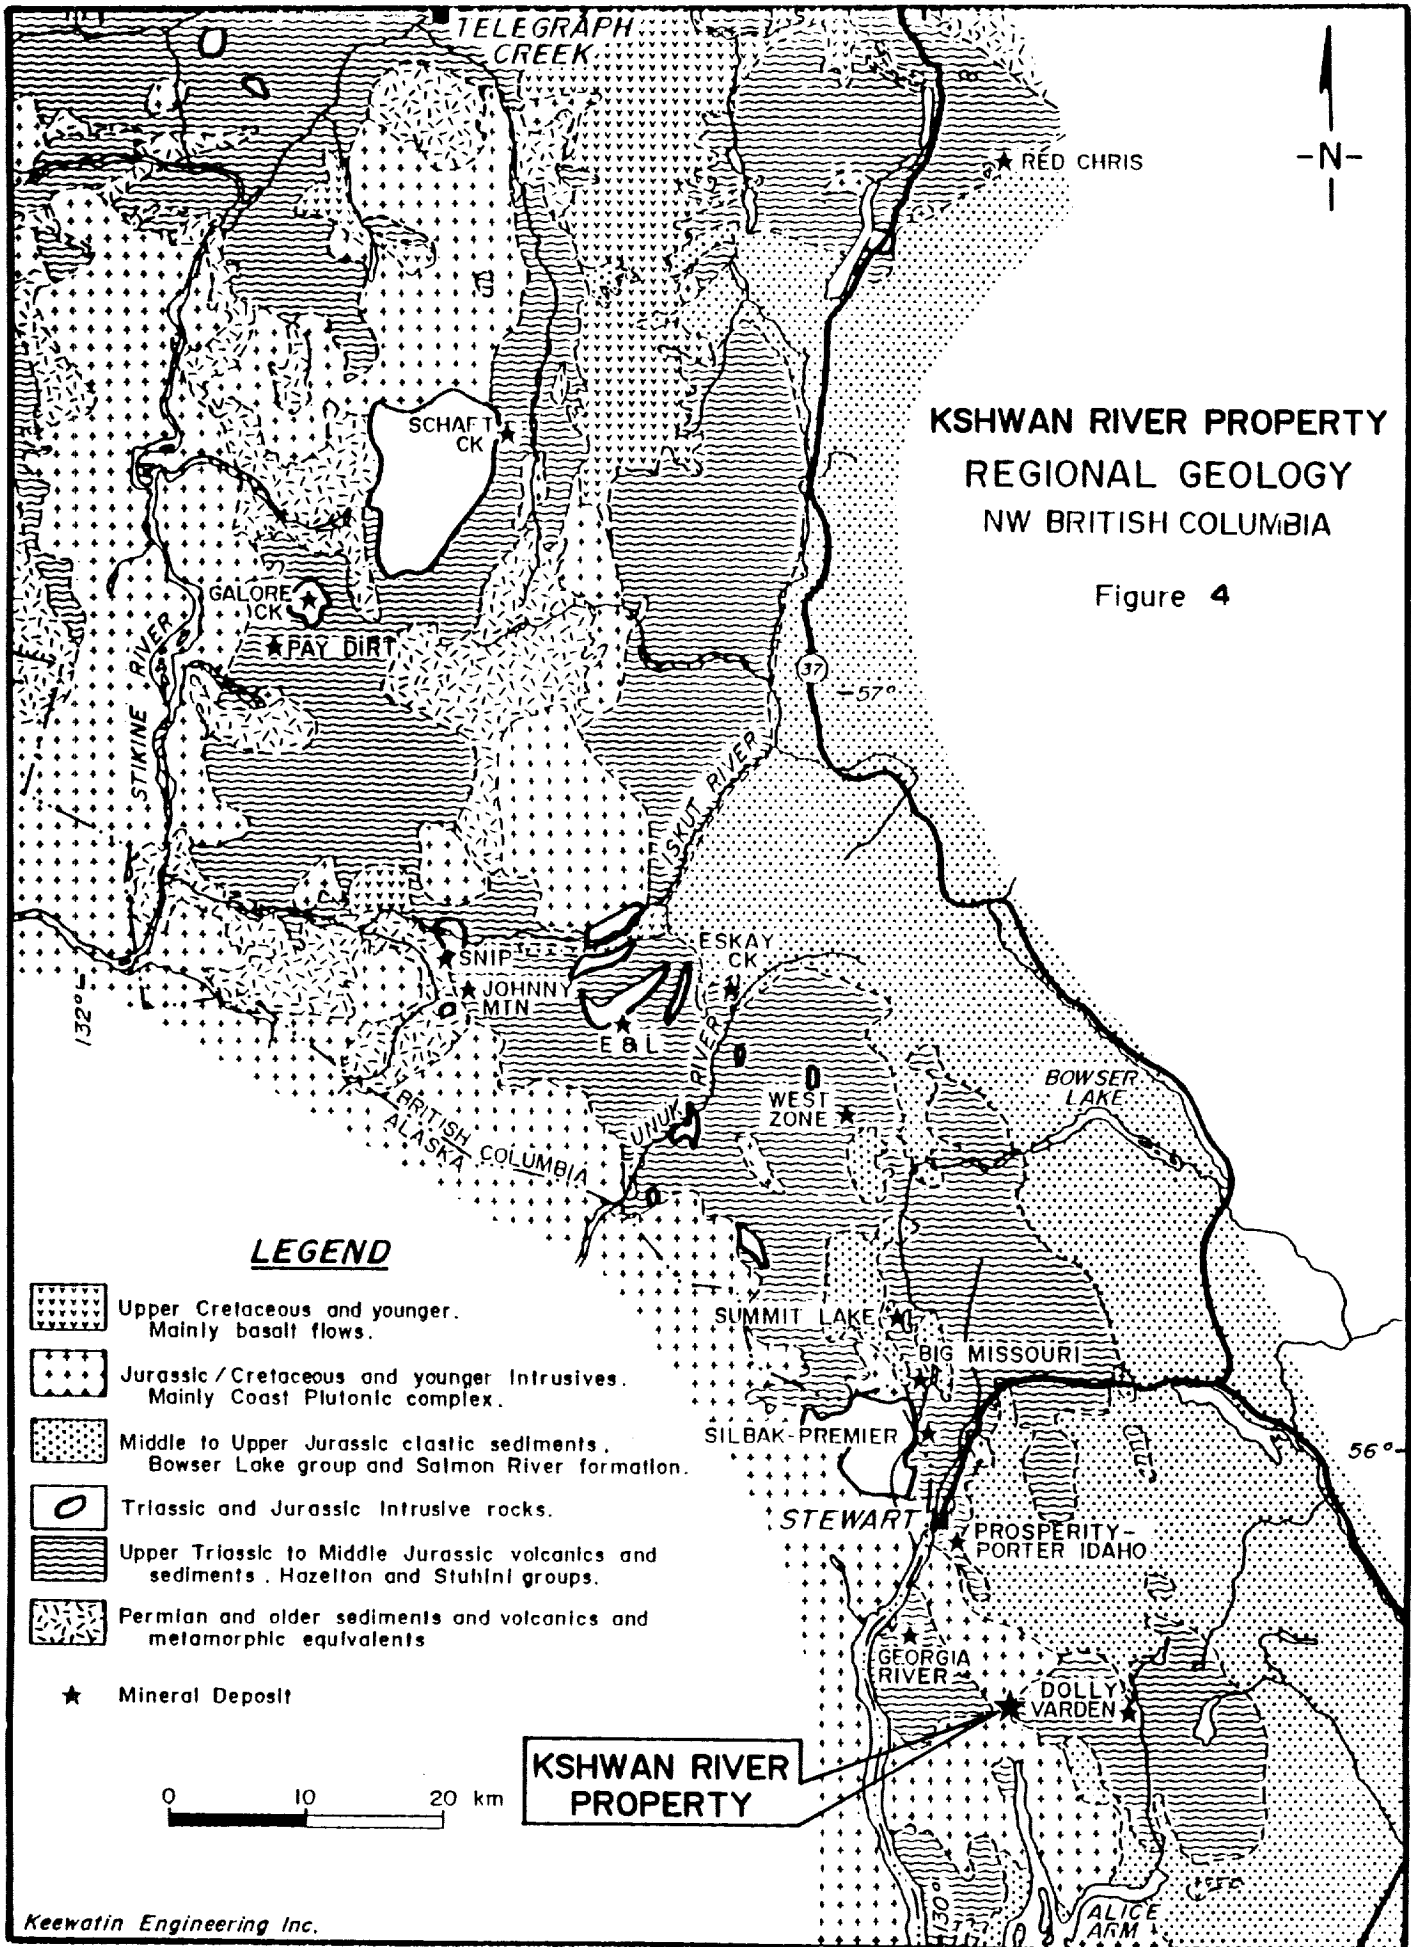 TELEGRAPH
CREEK
RED CHRIS
-N-
KSHWAN RIVER PROPERTY
REGIONAL GEOLOGY
NW BRITISH COLUMBIA
Figure 4
SCHAFT
CK
GALORE
CK
PAY DIRT
STIKINE RIVER
37
57°
ISKUT RIVER
ESKAY
CK
SNIP
JOHNNY
MTN
E & L
132°
UNUK RIVER
WEST
ZONE
BOWSER
LAKE
BRITISH COLUMBIA
ALASKA
SUMMIT LAKE
BIG MISSOURI
SILBAK-PREMIER
56°
STEWART
PROSPERITY-
PORTER IDAHO
GEORGIA
RIVER
DOLLY
VARDEN
KSHWAN RIVER
PROPERTY
130°
ALICE
ARM
LEGEND
Upper Cretaceous and younger.
Mainly basalt flows.
Jurassic/Cretaceous and younger Intrusives.
Mainly Coast Plutonic complex.
Middle to Upper Jurassic clastic sediments.
Bowser Lake group and Salmon River formation.
Triassic and Jurassic Intrusive rocks.
Upper Triassic to Middle Jurassic volcanics and
sediments. Hazelton and Stuhini groups.
Permian and older sediments and volcanics and
metamorphic equivalents
Mineral Deposit
0 10 20 km
Keewatin Engineering Inc.